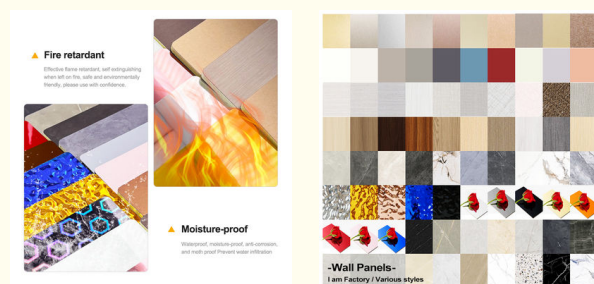 Fire retardant
Effective flame retardant, self extinguishing
when left on fire, safe and environmentally
friendly, please use with confidence.
Moisture-proof
Waterproof, moisture-proof, anti-corrosion,
and moth proof Prevent water infiltration
-Wall Panels-
I am Factory / Various styles